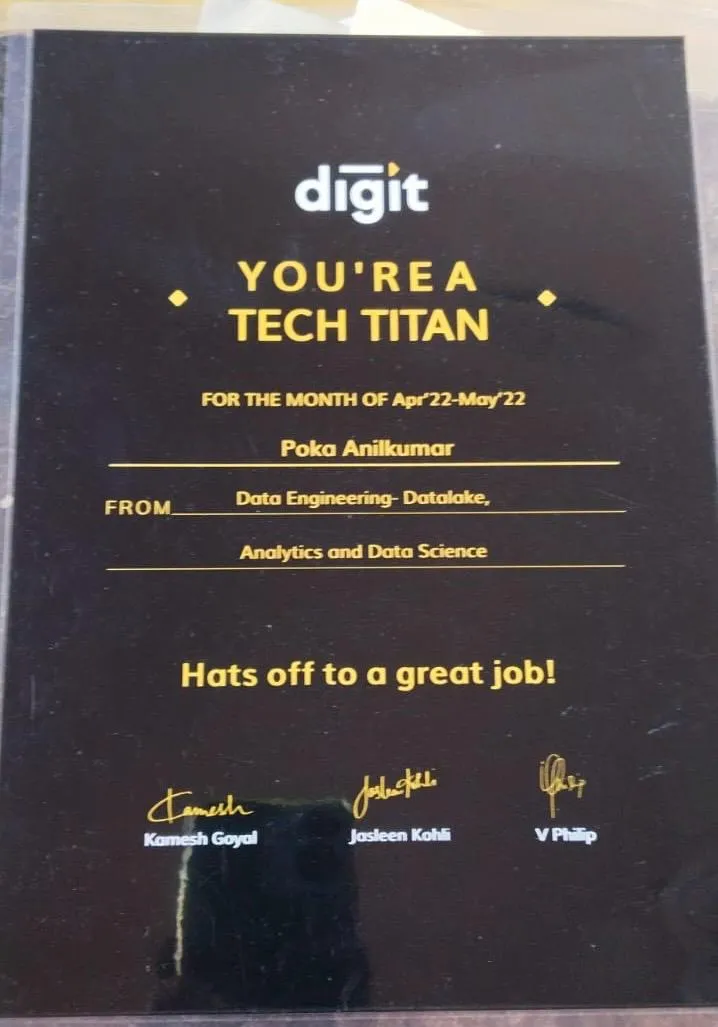 digit
YOU'RE A
TECH TITAN
FOR THE MONTH OF Apr'22-May'22
Poka Anilkumar
FROM Data Engineering- Datalake,
Analytics and Data Science
Hats off to a great job!
Kamesh Jasleen Kohli Philip
Kamesh Goyal Jasleen Kohli V Philip